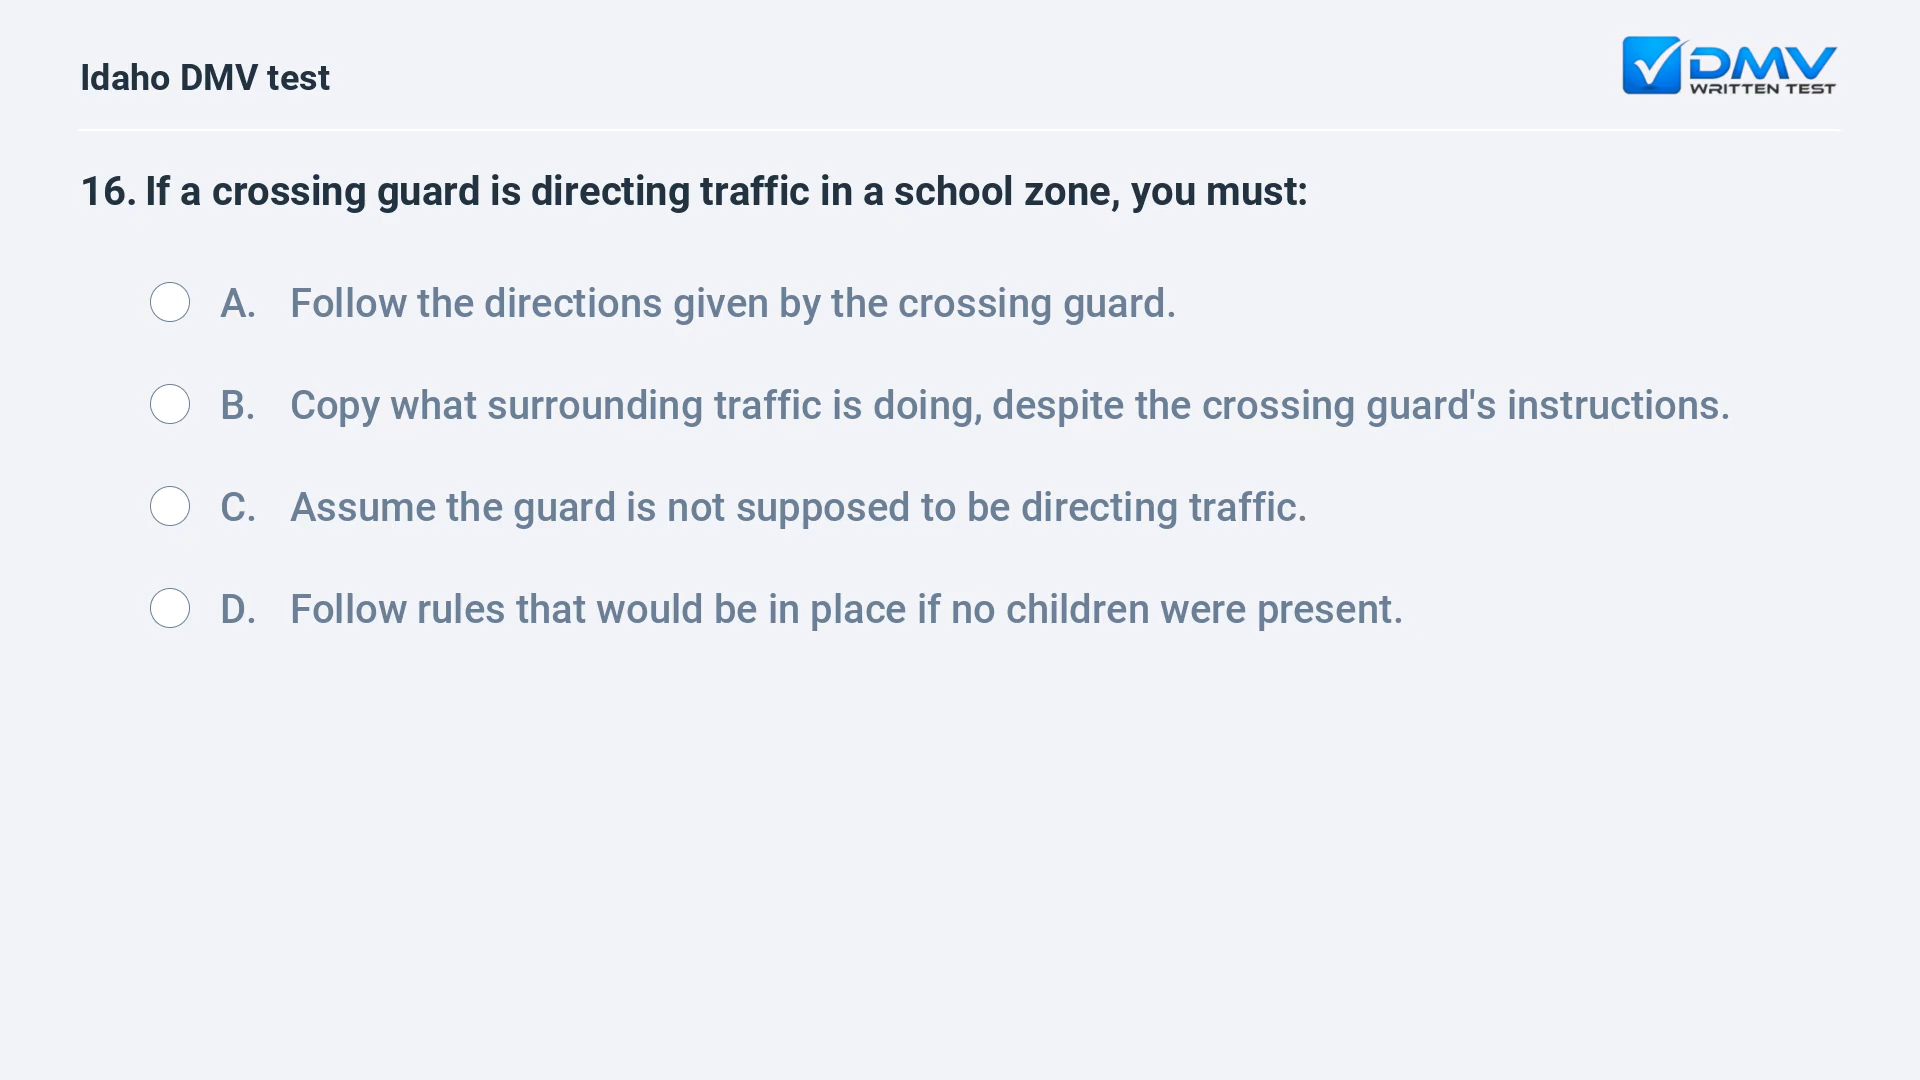 Idaho DMV test
DMV
WRITTEN TEST
16. If a crossing guard is directing traffic in a school zone, you must:
A. Follow the directions given by the crossing guard.
B. Copy what surrounding traffic is doing, despite the crossing guard's instructions.
C. Assume the guard is not supposed to be directing traffic.
D. Follow rules that would be in place if no children were present.